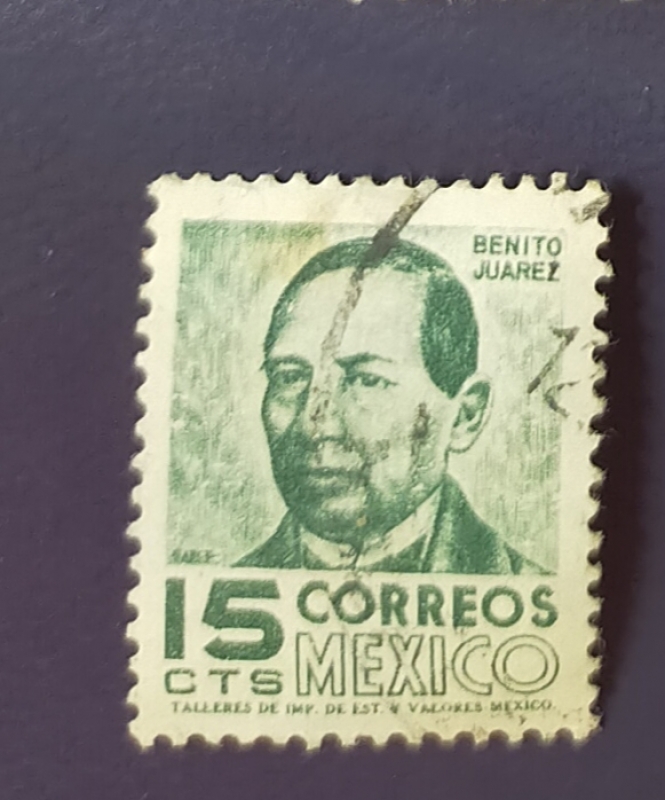 BENITO
JUAREZ
15 CORREOS
CTS MEXICO
TALLERES DE IMP. DE EST. Y VALORES MEXICO.